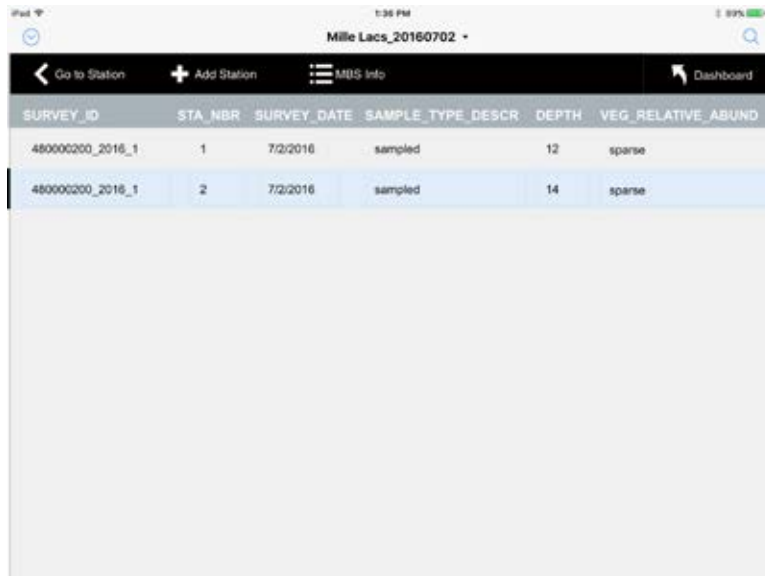 iPad 1:36 PM 89%
Mille Lacs_20160702
Go to Station Add Station MBS Info Dashboard
SURVEY_ID STA_NBR SURVEY_DATE SAMPLE_TYPE_DESCR DEPTH VEG_RELATIVE_ABUND
480000200_2016_1 1 7/2/2016 sampled 12 sparse
480000200_2016_1 2 7/2/2016 sampled 14 sparse